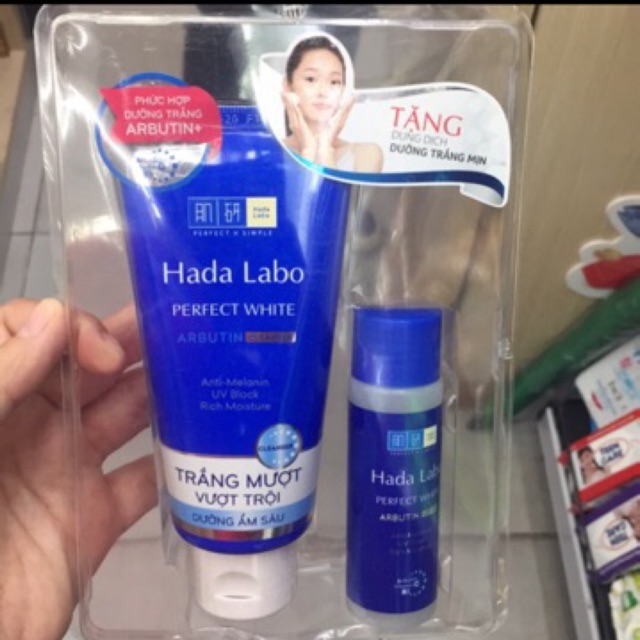 PHỨC HỢP
DƯỠNG TRẮNG
ARBUTIN+
TẶNG
DUNG DỊCH
DƯỠNG TRẮNG MỊN
肌研
Hada
Labo
PERFECT × SIMPLE
Hada Labo
PERFECT WHITE
ARBUTIN
Anti-Melanin
UV Block
Rich Moisture
CLEANSER
TRẮNG MƯỢT
VƯỢT TRỘI
DƯỠNG ẨM SÂU
肌研
Hada Labo
PERFECT WHITE
ARBUTIN